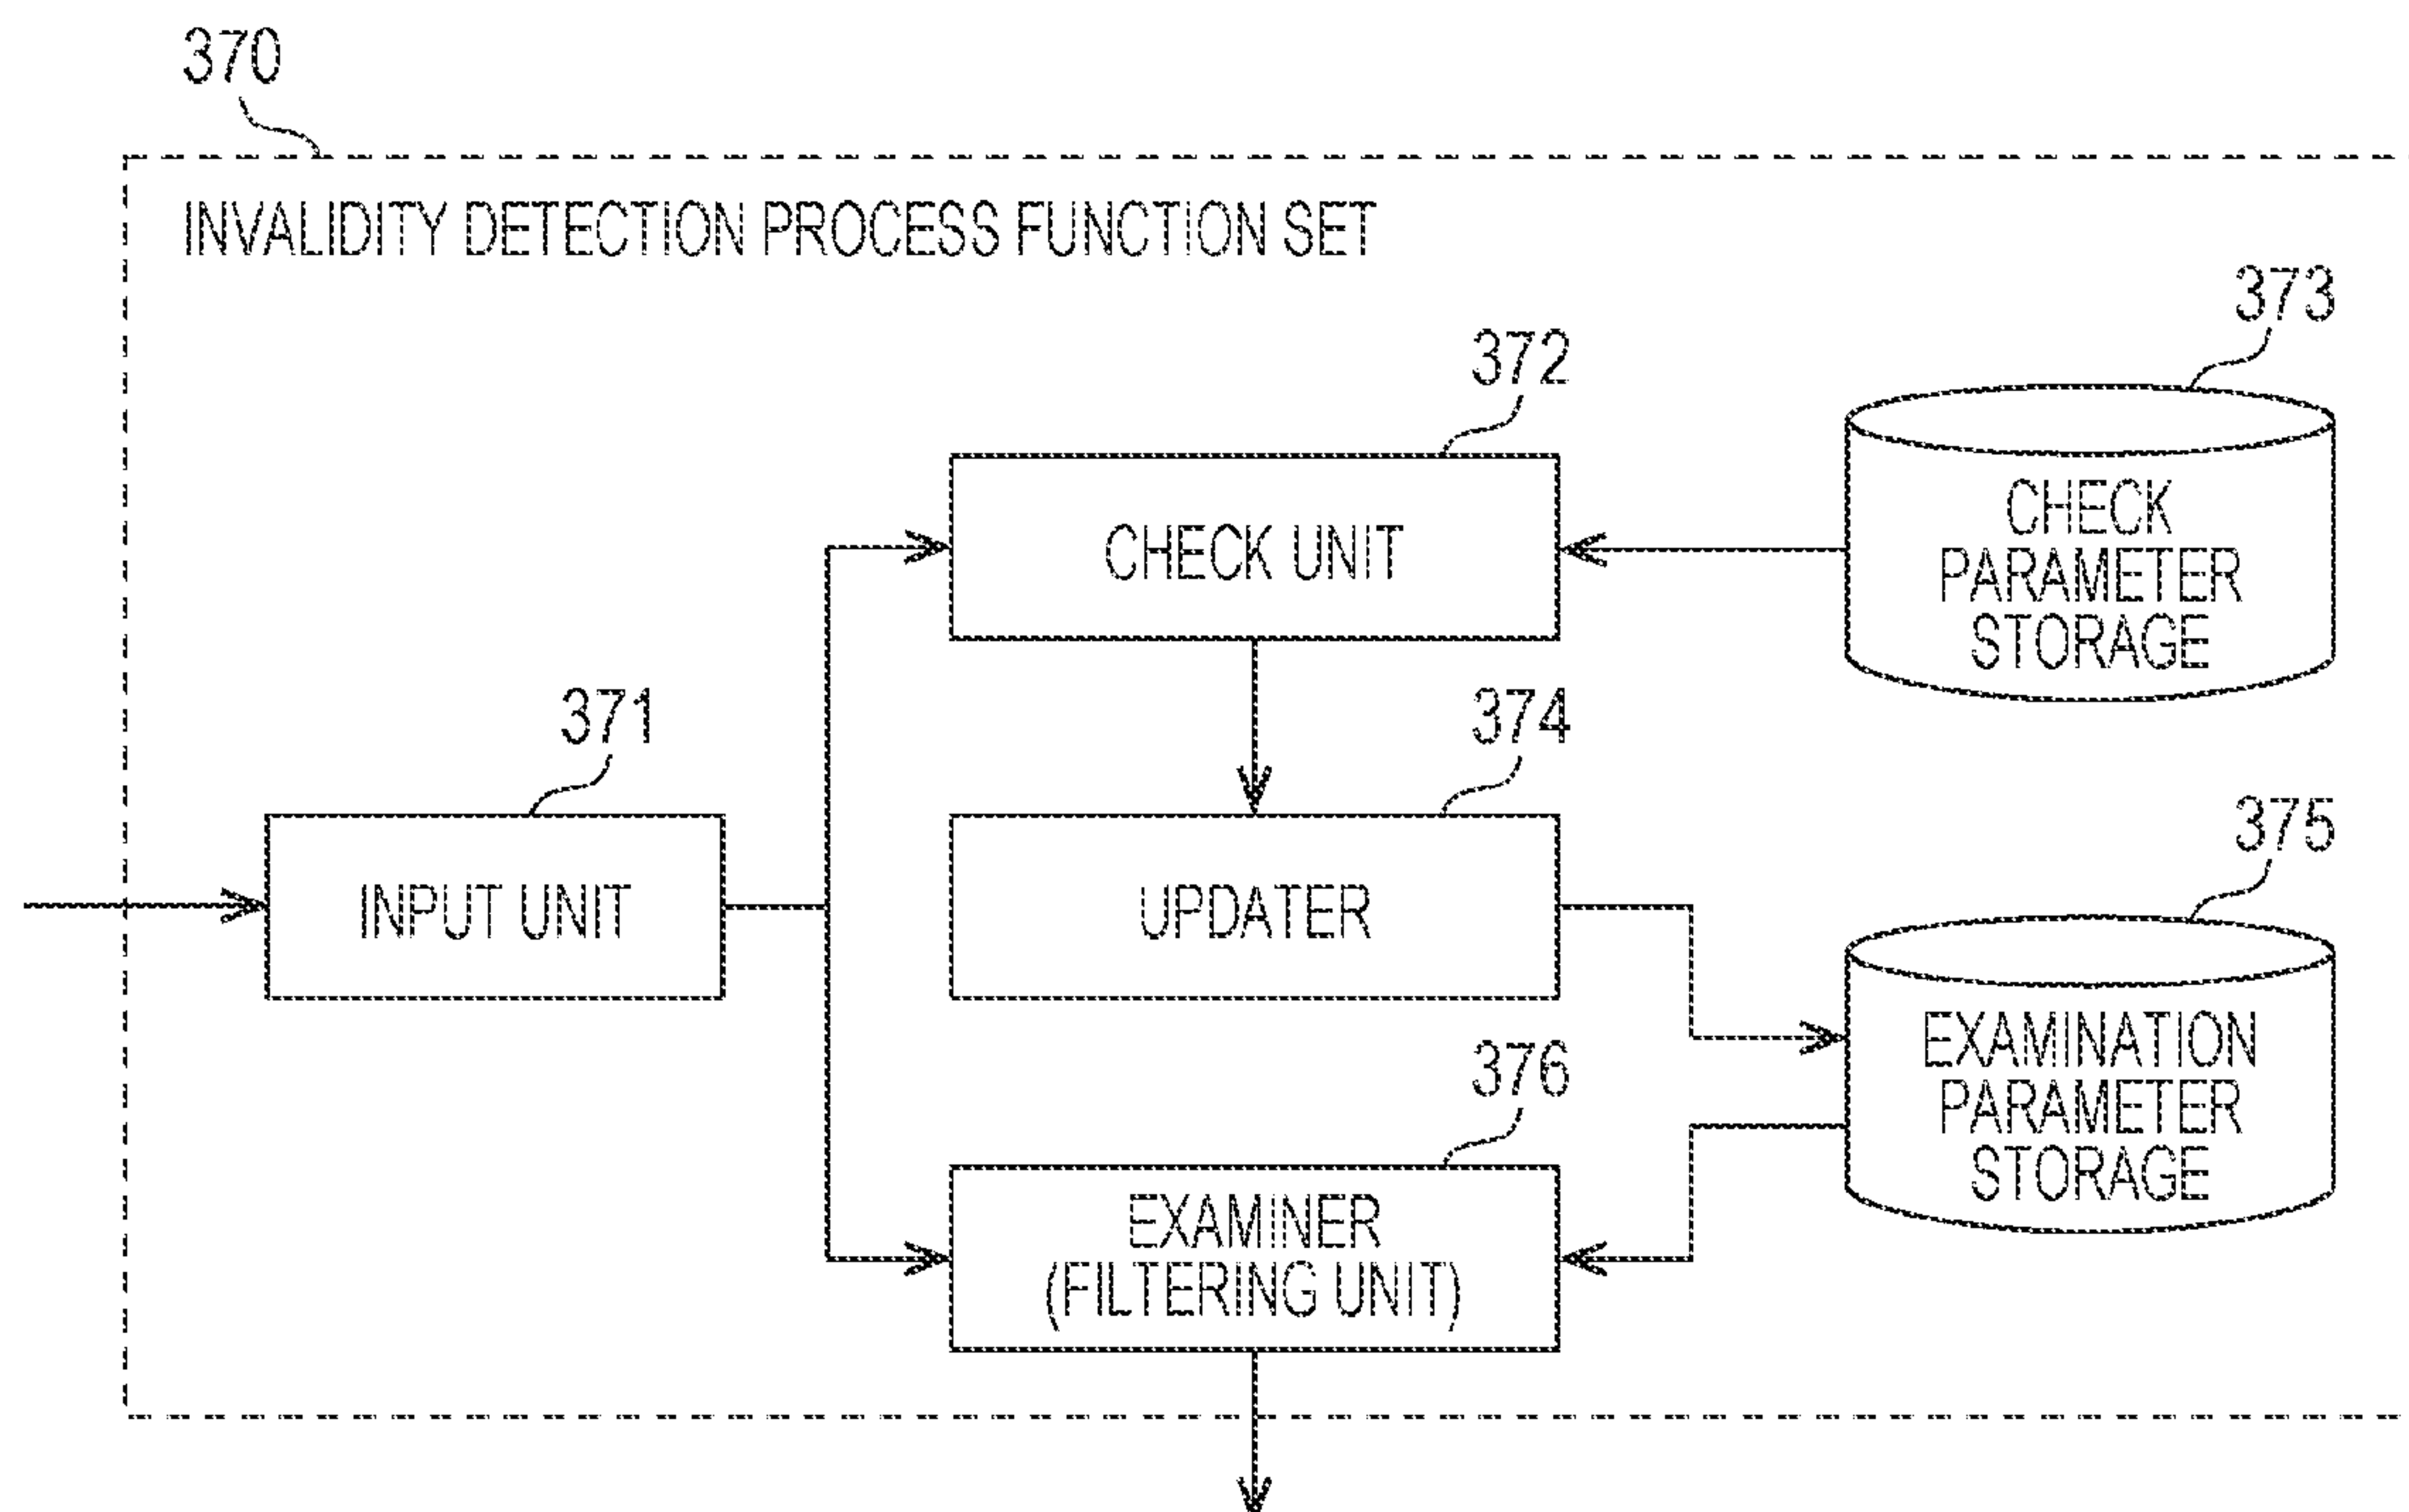 370
INVALIDITY DETECTION PROCESS FUNCTION SET
373
372
CHECK UNIT
CHECK
PARAMETER
STORAGE
371
374
INPUT UNIT
UPDATER
375
EXAMINATION
PARAMETER
STORAGE
376
EXAMINER
(FILTERING UNIT)